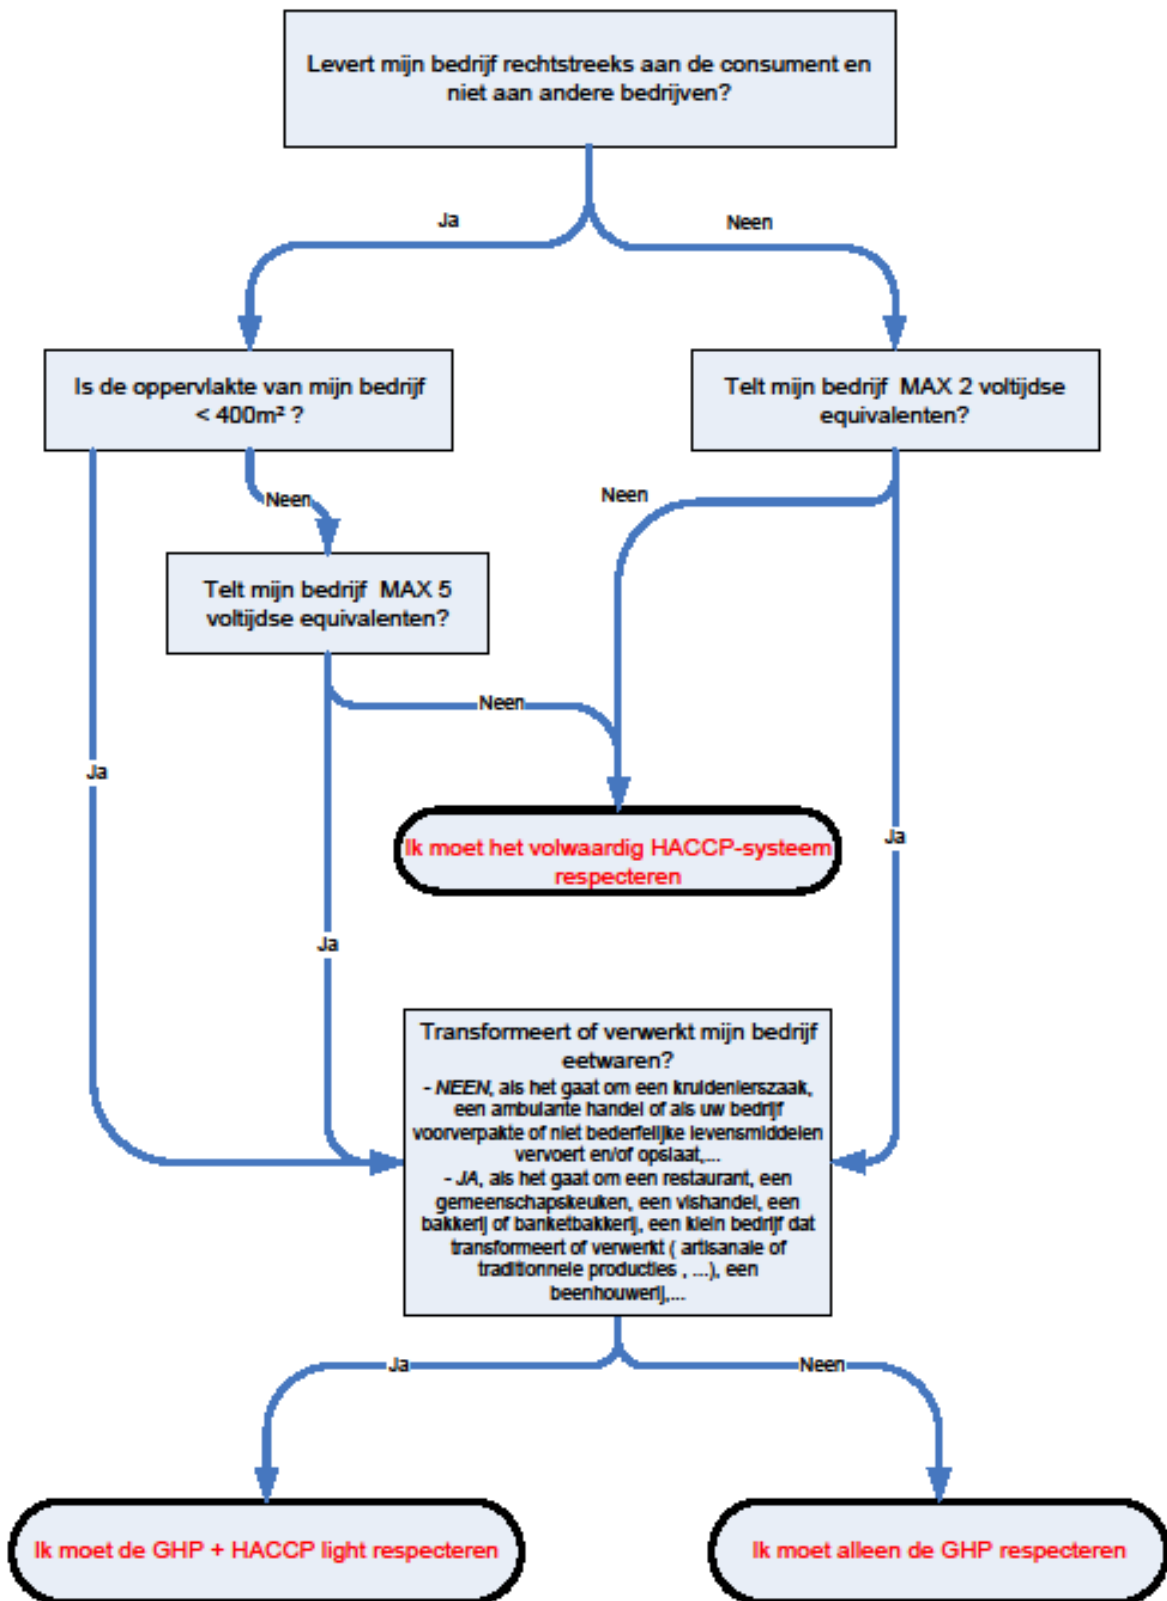 Levert mijn bedrijf rechtstreeks aan de consument en
niet aan andere bedrijven?
Ja
Neen
Is de oppervlakte van mijn bedrijf
< 400m² ?
Telt mijn bedrijf MAX 2 voltijdse
equivalenten?
Neen
Neen
Telt mijn bedrijf MAX 5
voltijdse equivalenten?
Neen
Ja
Ik moet het volwaardig HACCP-systeem
respecteren
Ja
Ja
Transformeert of verwerkt mijn bedrijf
eetwaren?
- NEEN, als het gaat om een kruidenierszaak,
een ambulante handel of als uw bedrijf
voorverpakte of niet bederfelijke levensmiddelen
vervoert en/of opslaat,...
- JA, als het gaat om een restaurant, een
gemeenschapskeuken, een vishandel, een
bakkerij of banketbakkerij, een klein bedrijf dat
transformeert of verwerkt ( artisanale of
traditionnele producties , ...), een
beenhouwerij,...
Ja
Neen
Ik moet de GHP + HACCP light respecteren
Ik moet alleen de GHP respecteren